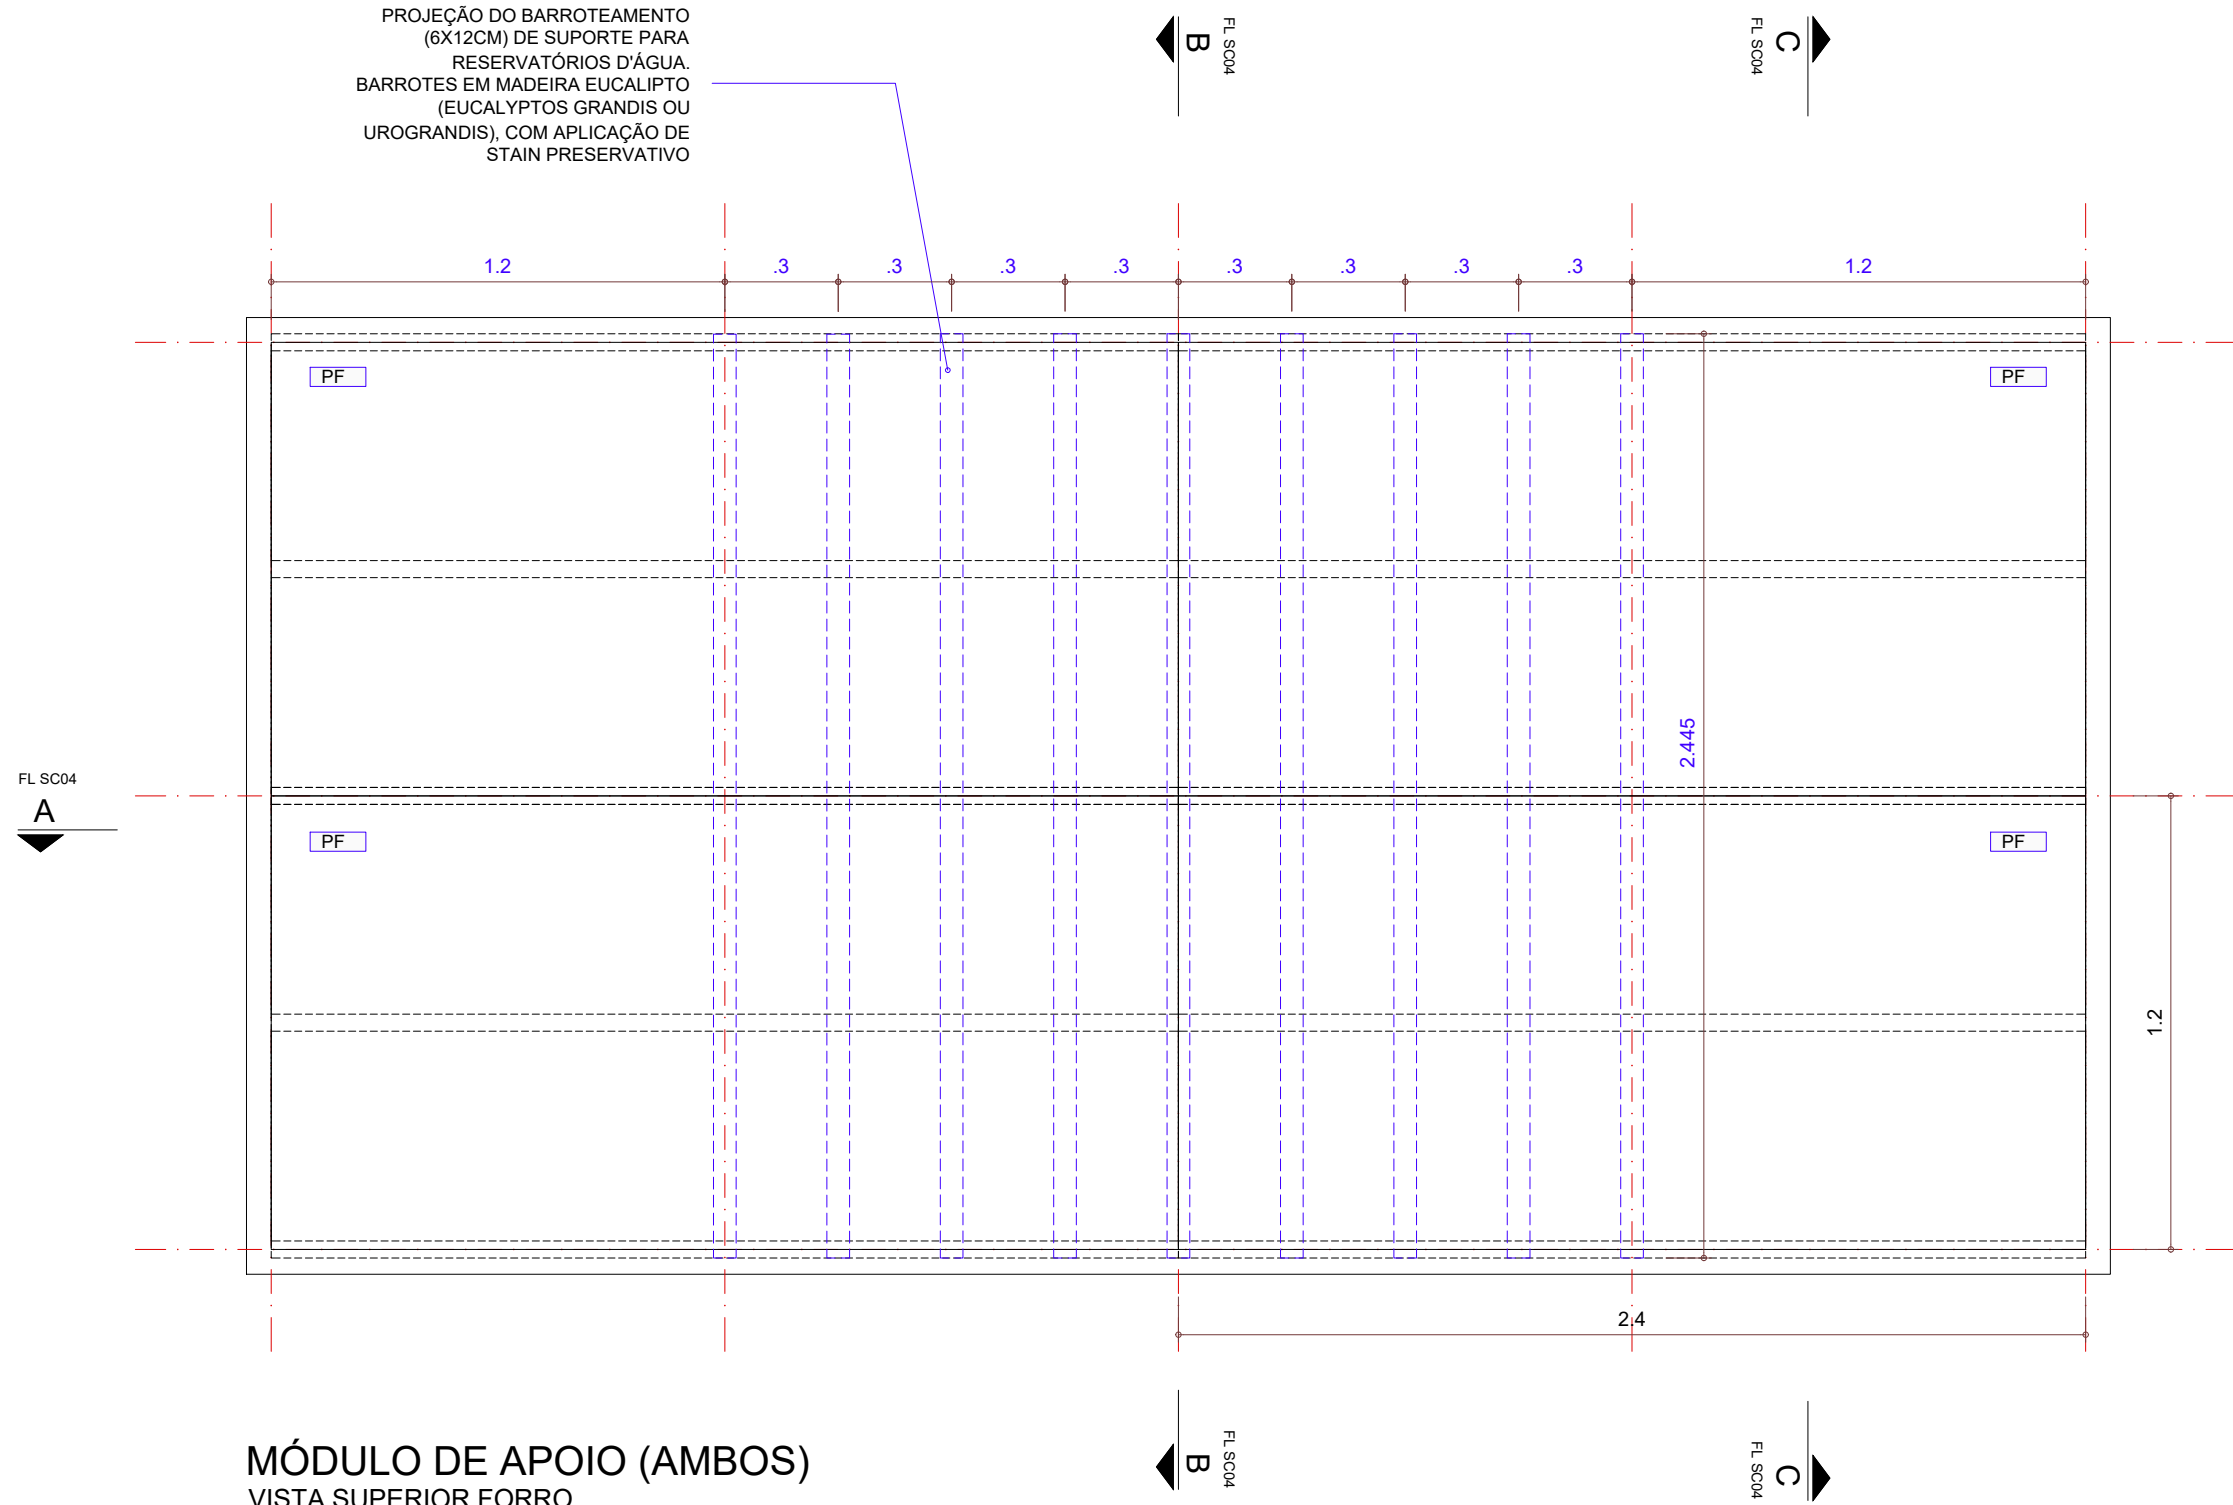 PROJEÇÃO DO BARROTEAMENTO
(6X12CM) DE SUPORTE PARA
RESERVATÓRIOS D'ÁGUA.
BARROTES EM MADEIRA EUCALIPTO
(EUCALYPTOS GRANDIS OU
UROGRANDIS), COM APLICAÇÃO DE
STAIN PRESERVATIVO
B
FL SC04
FL SC04
C
1.2
.3
.3
.3
.3
.3
.3
.3
.3
1.2
PF
PF
2.445
FL SC04
A
PF
PF
1.2
2.4
B
FL SC04
FL SC04
C
MÓDULO DE APOIO (AMBOS)
VISTA SUPERIOR FORRO